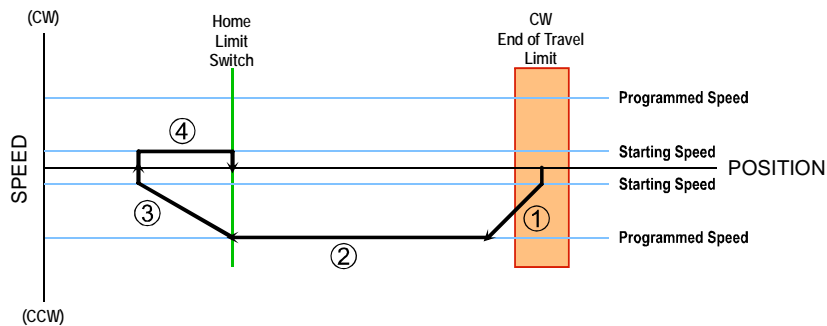 (CW)
Home
Limit
Switch
CW
End of Travel
Limit
Programmed Speed
④
Starting Speed
POSITION
SPEED
Starting Speed
③
①
Programmed Speed
②
(CCW)